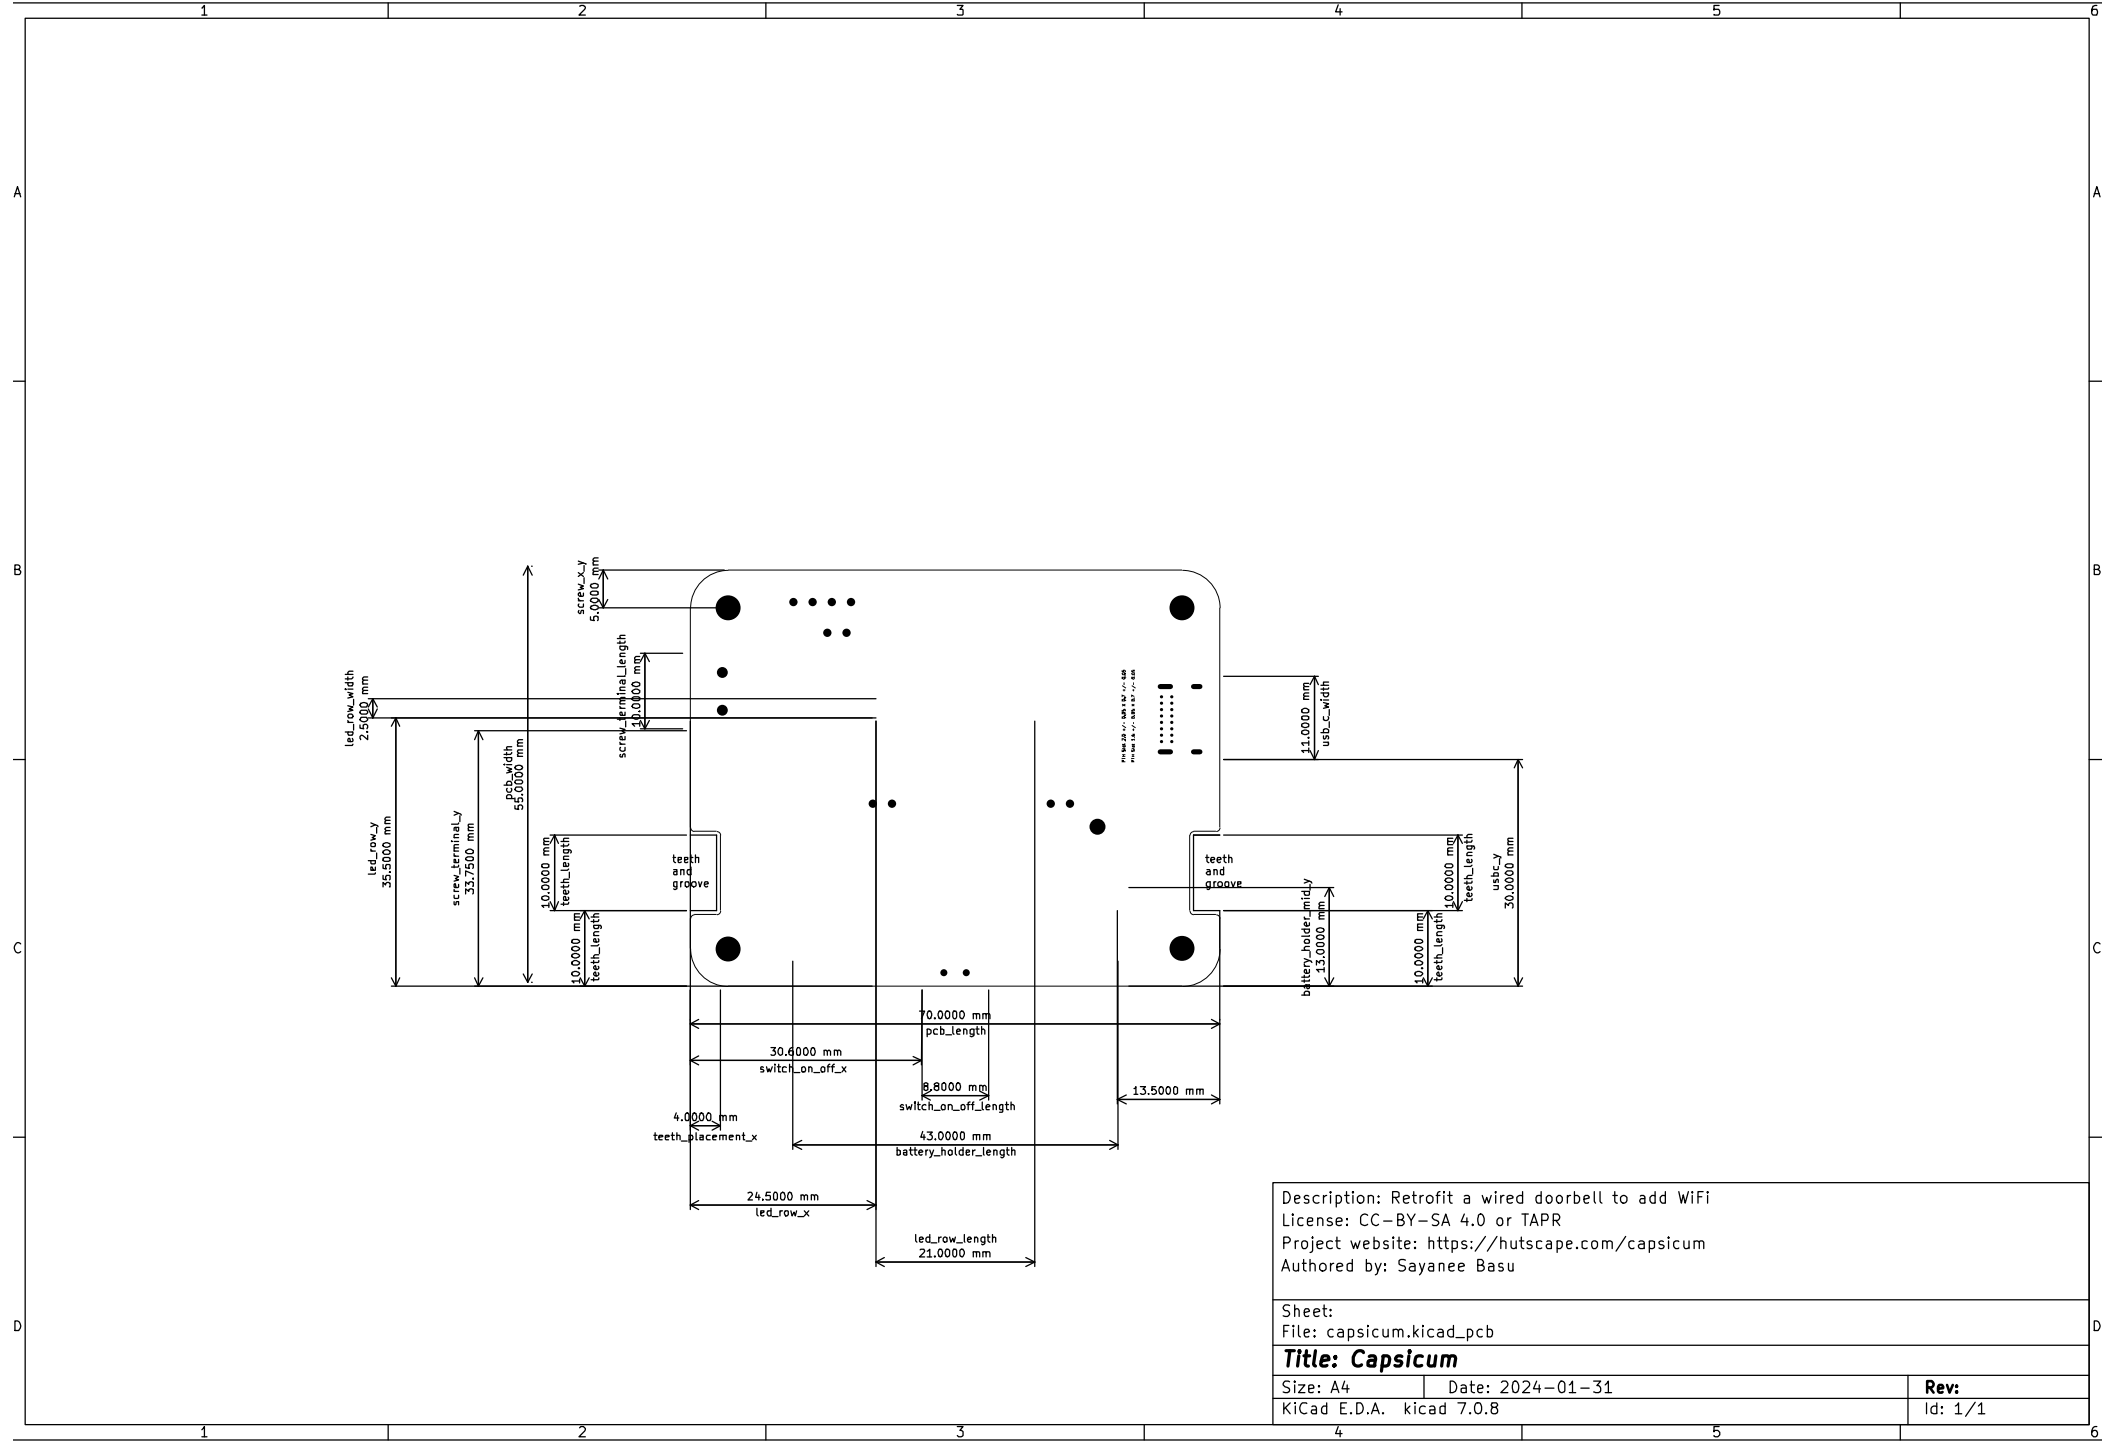 1 2 3 4 5 6
A A
B B
C C
D D
1 2 3 4 5 6
screw_x_y
5.0000 mm
screw_terminal_length
10.0000 mm
led_row_width
2.5000 mm
pcb_width
55.0000 mm
led_row_y
35.5000 mm
screw_terminal_y
33.7500 mm
10.0000 mm
teeth_length
10.0000 mm
teeth_length
teeth
and
groove
teeth
and
groove
11.0000 mm
usb_c_width
10.0000 mm
teeth_length
usbc_y
30.0000 mm
battery_holder_mid_y
13.0000 mm
10.0000 mm
teeth_length
70.0000 mm
pcb_length
30.6000 mm
switch_on_off_x
8.8000 mm
switch_on_off_length
13.5000 mm
4.0000 mm
teeth_placement_x
43.0000 mm
battery_holder_length
24.5000 mm
led_row_x
led_row_length
21.0000 mm
Description: Retrofit a wired doorbell to add WiFi
License: CC-BY-SA 4.0 or TAPR
Project website: https://hutscape.com/capsicum
Authored by: Sayanee Basu
Sheet:
File: capsicum.kicad_pcb
Title: Capsicum
Size: A4 Date: 2024-01-31 Rev:
KiCad E.D.A. kicad 7.0.8 Id: 1/1